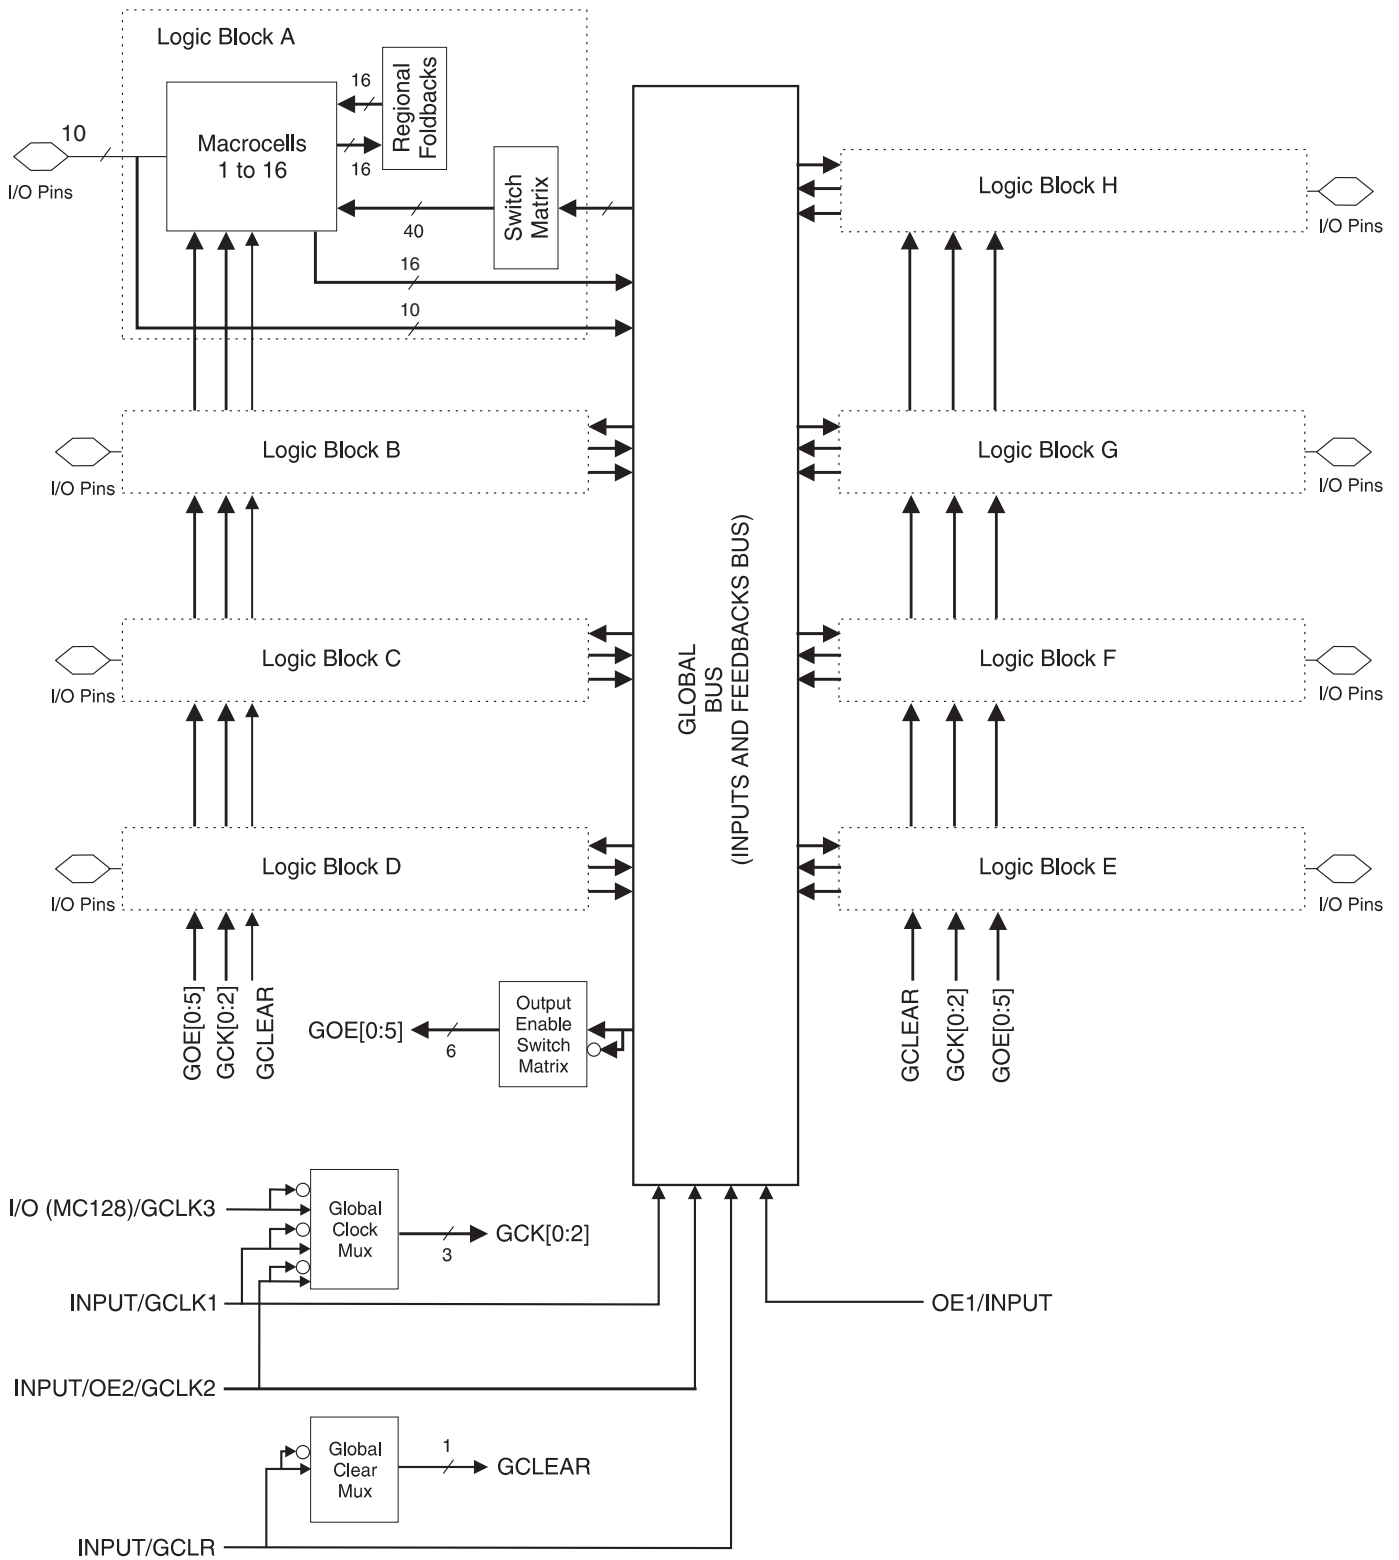 Logic Block A
Macrocells
1 to 16
16
16
Regional
Foldbacks
Switch
Matrix
40
16
10
10
I/O Pins
Logic Block B
I/O Pins
Logic Block C
I/O Pins
Logic Block D
I/O Pins
GOE[0:5]
GCK[0:2]
GCLEAR
GLOBAL
BUS
(INPUTS AND FEEDBACKS BUS)
Logic Block H
I/O Pins
Logic Block G
I/O Pins
Logic Block F
I/O Pins
Logic Block E
I/O Pins
GCLEAR
GCK[0:2]
GOE[0:5]
GOE[0:5]
6
Output
Enable
Switch
Matrix
I/O (MC128)/GCLK3
Global
Clock
Mux
3
GCK[0:2]
INPUT/GCLK1
OE1/INPUT
INPUT/OE2/GCLK2
Global
Clear
Mux
1
GCLEAR
INPUT/GCLR